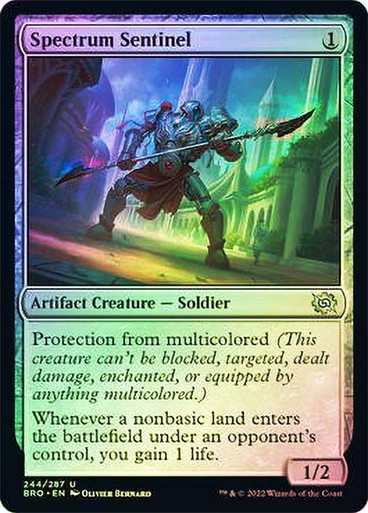 Spectrum Sentinel 1
Artifact Creature — Soldier
Protection from multicolored (This
creature can't be blocked, targeted, dealt
damage, enchanted, or equipped by
anything multicolored.)
Whenever a nonbasic land enters
the battlefield under an opponent's
control, you gain 1 life.
1/2
244/287 U
BRO • EN Olivier Bernard ™ & © 2022 Wizards of the Coast